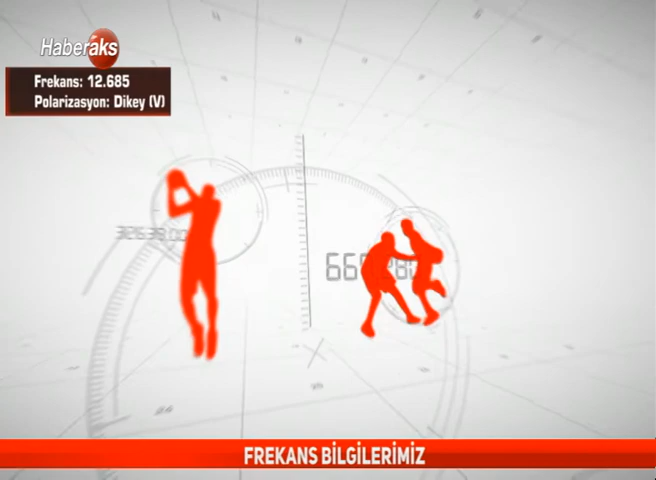 Haberaks
Frekans: 12.685
Polarizasyon: Dikey (V)
FREKANS BİLGİLERİMİZ